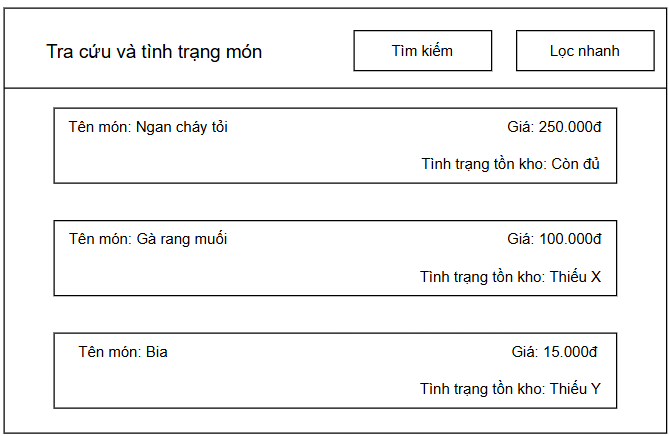 Tra cứu và tình trạng món
Tìm kiếm
Lọc nhanh
Tên món: Ngan cháy tỏi
Giá: 250.000đ
Tình trạng tồn kho: Còn đủ
Tên món: Gà rang muối
Giá: 100.000đ
Tình trạng tồn kho: Thiếu X
Tên món: Bia
Giá: 15.000đ
Tình trạng tồn kho: Thiếu Y